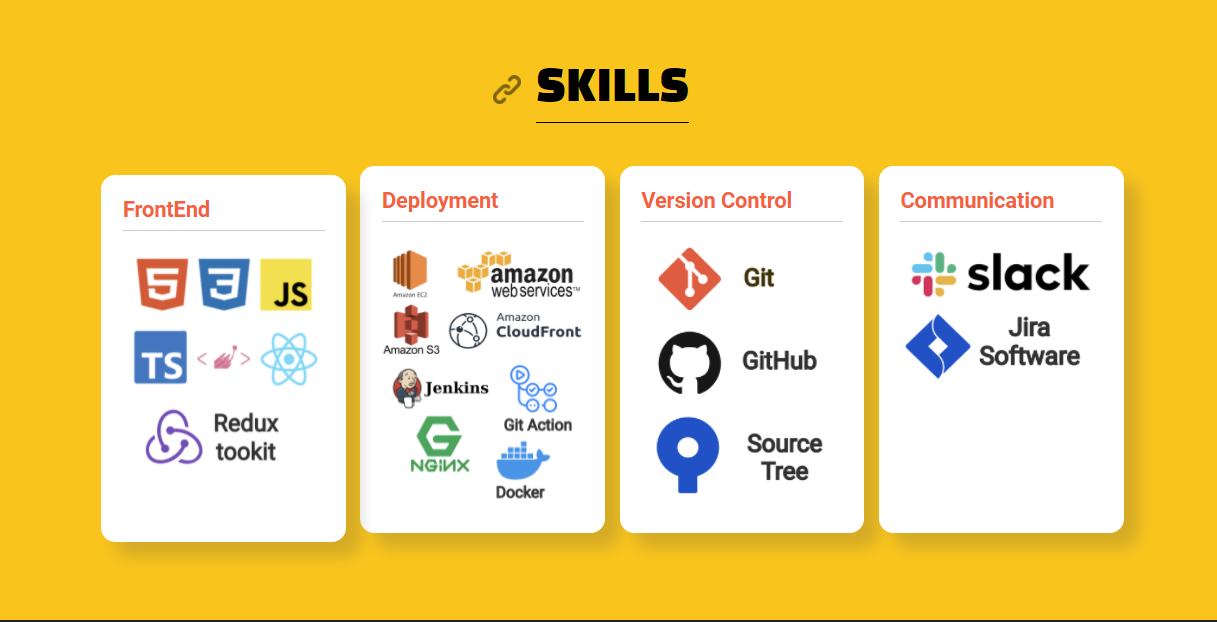 SKILLS
FrontEnd
5 3 JS
TS
Redux
tookit
Deployment
Amazon EC2
amazon
web services™
Amazon S3
Amazon
CloudFront
Jenkins
Git Action
NGINX
Docker
Version Control
Git
GitHub
Source
Tree
Communication
slack
Jira
Software